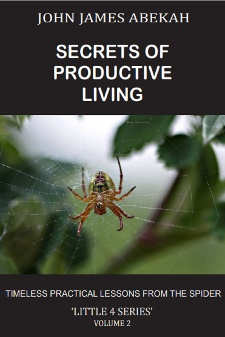 JOHN JAMES ABEKAH
SECRETS OF
PRODUCTIVE
LIVING
TIMELESS PRACTICAL LESSONS FROM THE SPIDER
'LITTLE 4 SERIES'
VOLUME 2